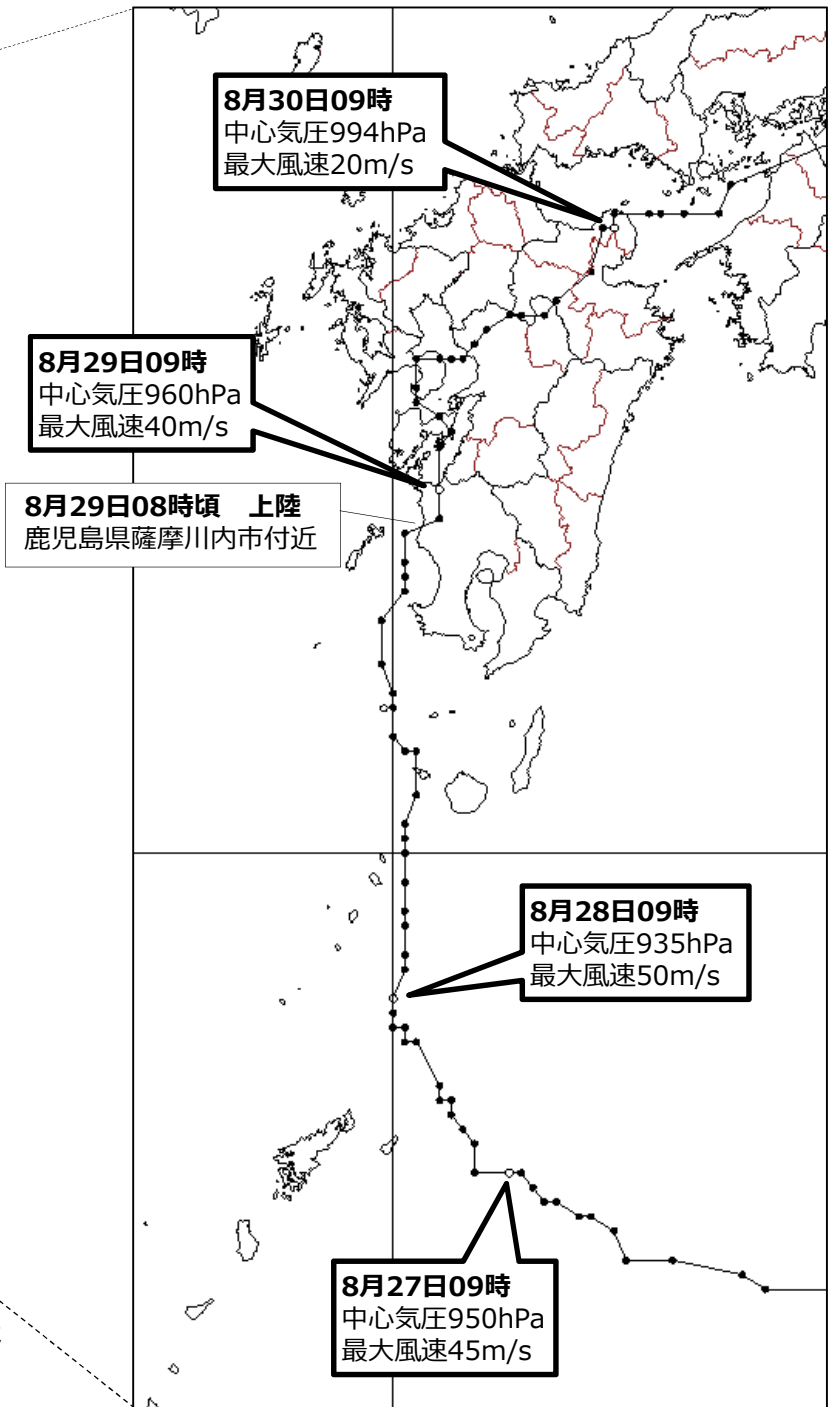 8月30日09時
中心気圧994hPa
最大風速20m/s
8月29日09時
中心気圧960hPa
最大風速40m/s
8月29日08時頃　上陸
鹿児島県薩摩川内市付近
8月28日09時
中心気圧935hPa
最大風速50m/s
8月27日09時
中心気圧950hPa
最大風速45m/s